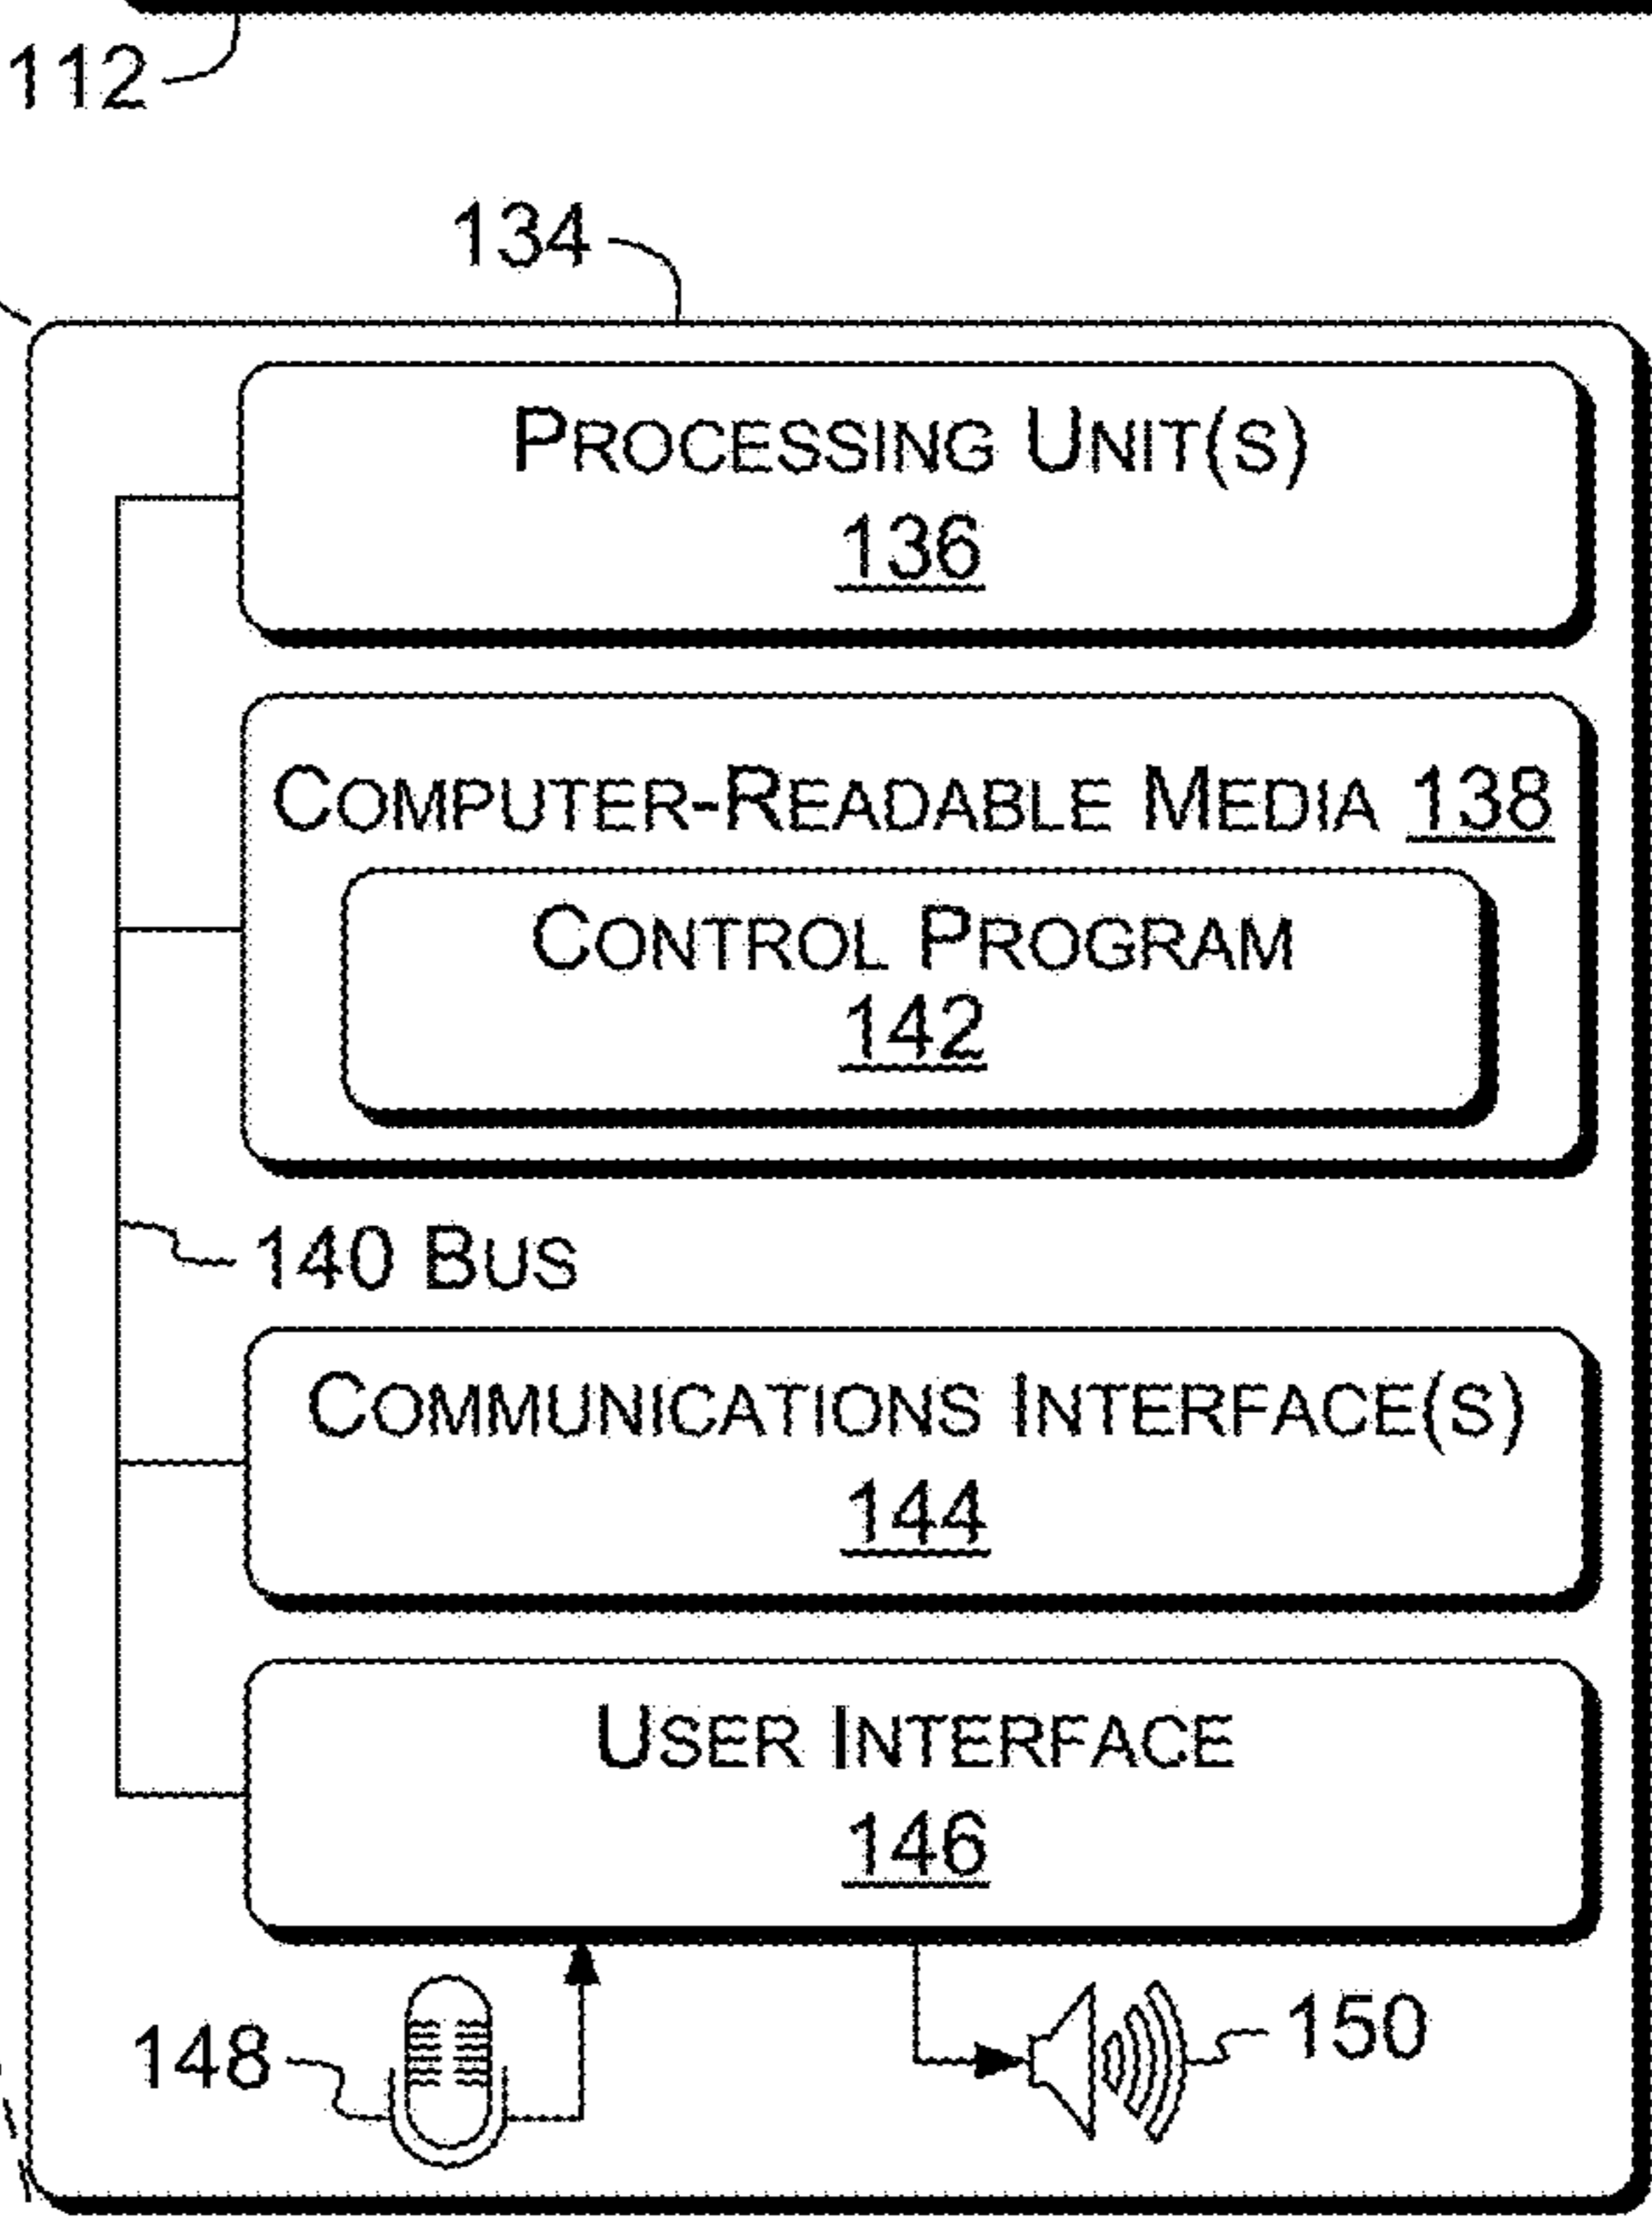 112
134
PROCESSING UNIT(S)
136
COMPUTER-READABLE MEDIA 138
CONTROL PROGRAM
142
140 BUS
COMMUNICATIONS INTERFACE(S)
144
USER INTERFACE
146
148
150